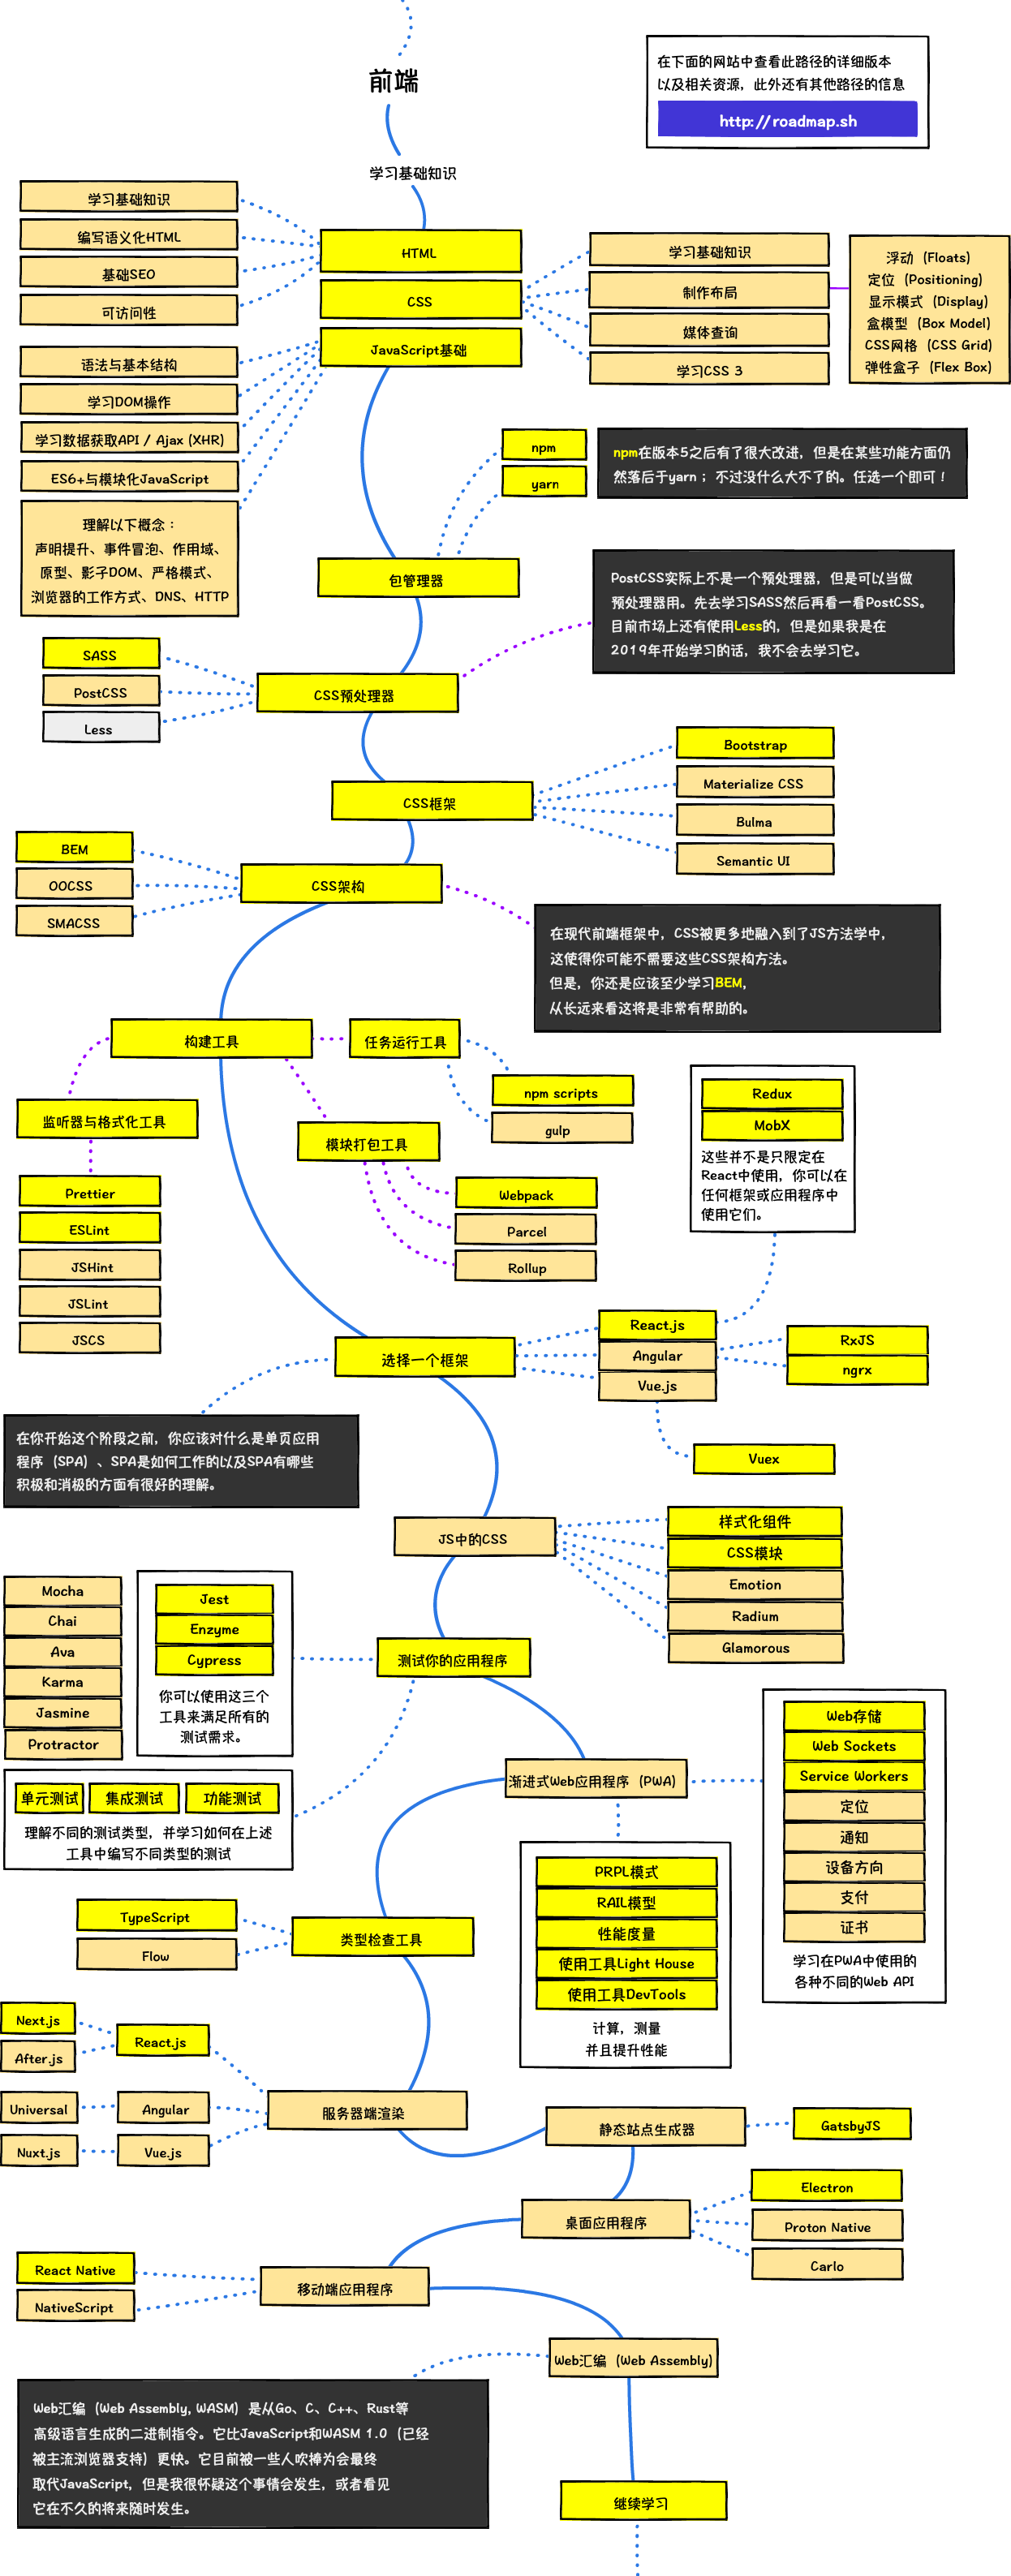 前端
在下面的网站中查看此路径的详细版本
以及相关资源，此外还有其他路径的信息
http://roadmap.sh
学习基础知识
学习基础知识
编写语义化HTML
基础SEO
可访问性
HTML
CSS
JavaScript基础
学习基础知识
制作布局
媒体查询
学习CSS 3
浮动（Floats）
定位（Positioning）
显示模式（Display）
盒模型（Box Model）
CSS网格（CSS Grid）
弹性盒子（Flex Box）
语法与基本结构
学习DOM操作
学习数据获取API / Ajax (XHR)
ES6+与模块化JavaScript
理解以下概念：
声明提升、事件冒泡、作用域、
原型、影子DOM、严格模式、
浏览器的工作方式、DNS、HTTP
npm
yarn
npm在版本5之后有了很大改进，但是在某些功能方面仍
然落后于yarn；不过没什么大不了的。任选一个即可！
包管理器
PostCSS实际上不是一个预处理器，但是可以当做
预处理器用。先去学习SASS然后再看一看PostCSS。
目前市场上还有使用Less的，但是如果我是在
2019年开始学习的话，我不会去学习它。
SASS
PostCSS
Less
CSS预处理器
CSS框架
Bootstrap
Materialize CSS
Bulma
Semantic UI
BEM
OOCSS
SMACSS
CSS架构
在现代前端框架中，CSS被更多地融入到了JS方法学中，
这使得你可能不需要这些CSS架构方法。
但是，你还是应该至少学习BEM，
从长远来看这将是非常有帮助的。
构建工具
任务运行工具
npm scripts
gulp
监听器与格式化工具
模块打包工具
Prettier
ESLint
JSHint
JSLint
JSCS
Webpack
Parcel
Rollup
Redux
MobX
这些并不是只限定在
React中使用，你可以在
任何框架或应用程序中
使用它们。
选择一个框架
React.js
Angular
Vue.js
RxJS
ngrx
Vuex
在你开始这个阶段之前，你应该对什么是单页应用
程序（SPA）、SPA是如何工作的以及SPA有哪些
积极和消极的方面有很好的理解。
JS中的CSS
样式化组件
CSS模块
Emotion
Radium
Glamorous
Mocha
Chai
Ava
Karma
Jasmine
Protractor
Jest
Enzyme
Cypress
你可以使用这三个
工具来满足所有的
测试需求。
测试你的应用程序
单元测试
集成测试
功能测试
理解不同的测试类型，并学习如何在上述
工具中编写不同类型的测试
渐进式Web应用程序（PWA）
Web存储
Web Sockets
Service Workers
定位
通知
设备方向
支付
证书
学习在PWA中使用的
各种不同的Web API
PRPL模式
RAIL模型
性能度量
使用工具Light House
使用工具DevTools
计算，测量
并且提升性能
TypeScript
Flow
类型检查工具
Next.js
After.js
React.js
Universal
Angular
Nuxt.js
Vue.js
服务器端渲染
静态站点生成器
GatsbyJS
桌面应用程序
Electron
Proton Native
Carlo
React Native
NativeScript
移动端应用程序
Web汇编（Web Assembly)
Web汇编（Web Assembly, WASM）是从Go、C、C++、Rust等
高级语言生成的二进制指令。它比JavaScript和WASM 1.0（已经
被主流浏览器支持）更快。它目前被一些人吹捧为会最终
取代JavaScript，但是我很怀疑这个事情会发生，或者看见
它在不久的将来随时发生。
继续学习